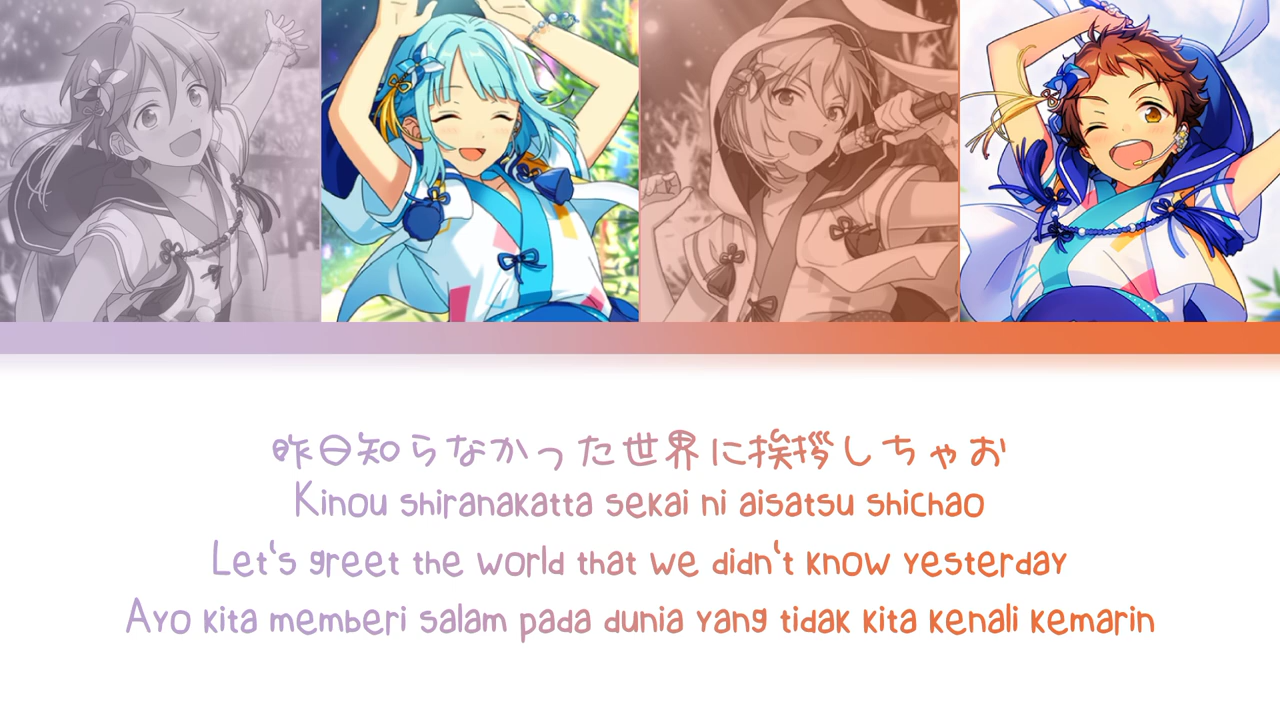 昨日知らなかった世界に挨拶しちゃお
Kinou shiranakatta sekai ni aisatsu shichao
Let's greet the world that we didn't know yesterday
Ayo kita memberi salam pada dunia yang tidak kita kenali kemarin